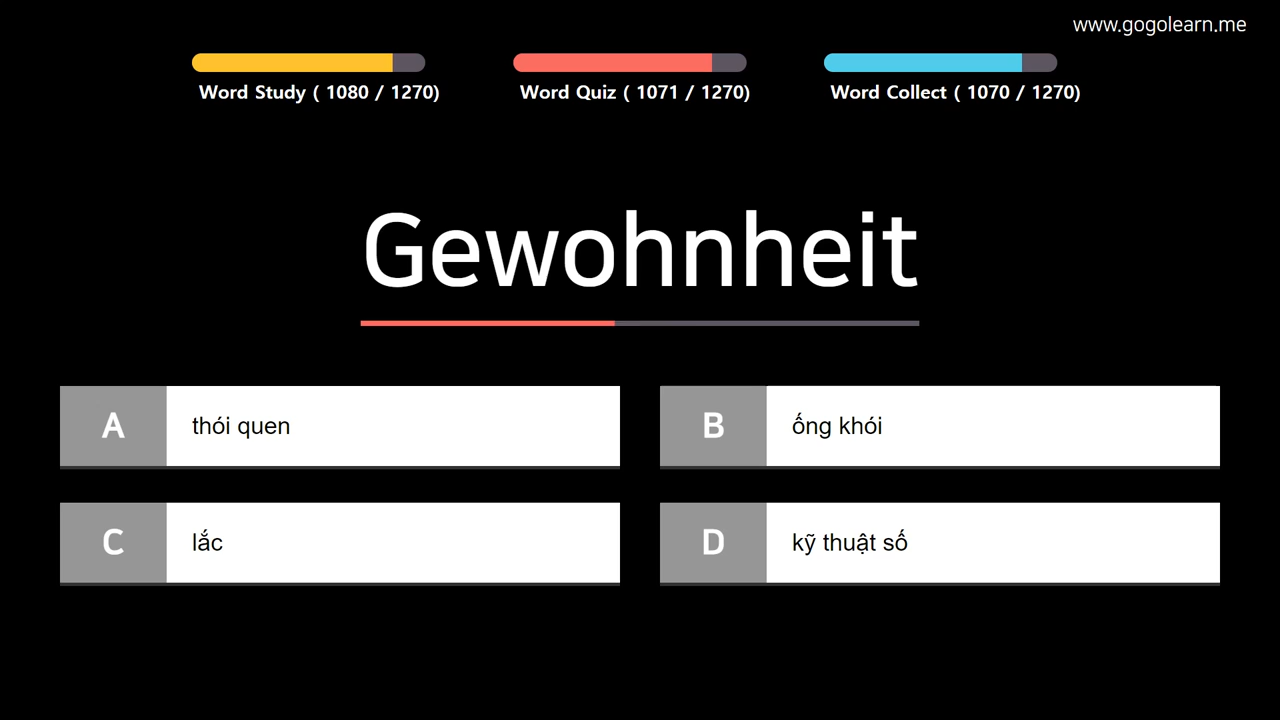 www.gogolearn.me
Word Study ( 1080 / 1270)
Word Quiz ( 1071 / 1270)
Word Collect ( 1070 / 1270)
Gewohnheit
A thói quen
B ống khói
C lắc
D kỹ thuật số